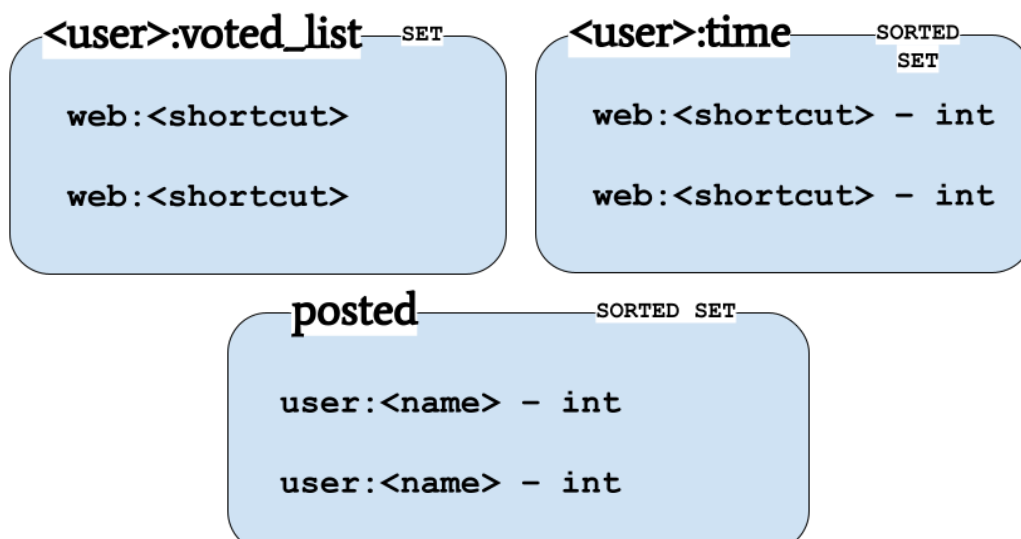 <user>:voted_list SET
web:<shortcut>
web:<shortcut>
<user>:time SORTED
SET
web:<shortcut> – int
web:<shortcut> – int
posted SORTED SET
user:<name> – int
user:<name> – int